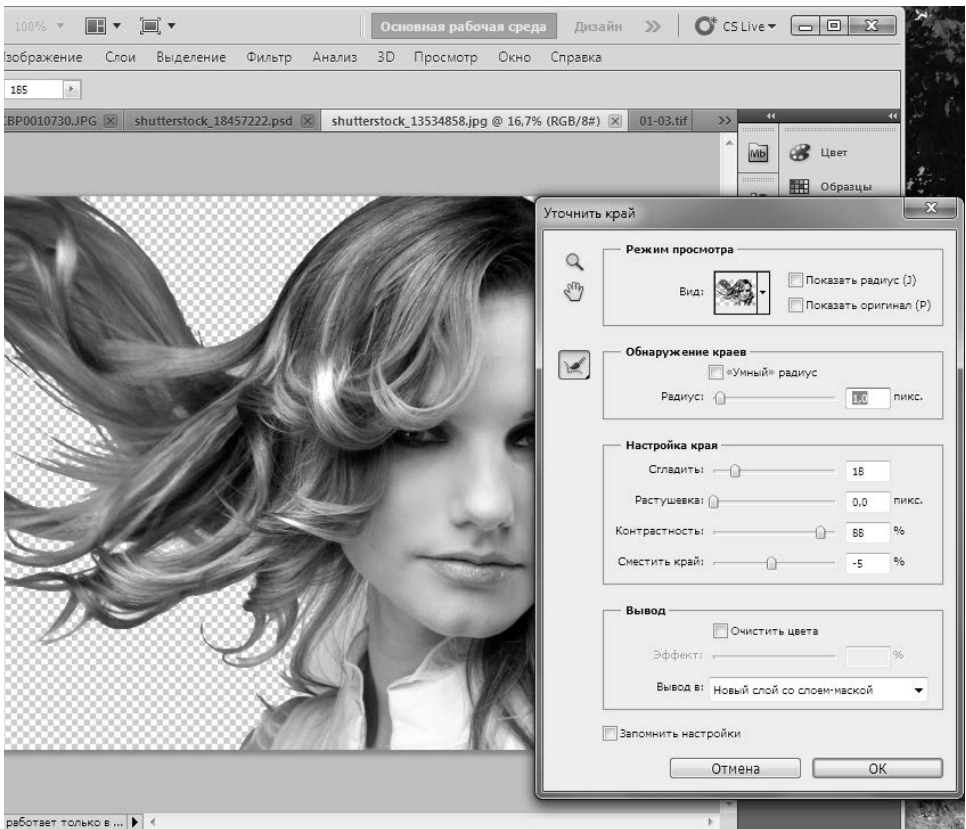 100%
Основная рабочая среда Дизайн >> CS Live
Изображение Слои Выделение Фильтр Анализ 3D Просмотр Окно Справка
185
CBP0010730.JPG shutterstock_18457222.psd shutterstock_13534858.jpg @ 16,7% (RGB/8#) 01-03.tif >>
Mb Цвет
Образцы
Уточнить край
Режим просмотра
Вид:
Показать радиус (J)
Показать оригинал (P)
Обнаружение краев
«Умный» радиус
Радиус: 1,0 пикс.
Настройка края
Сгладить: 18
Растушевка: 0,0 пикс.
Контрастность: 88 %
Сместить край: -5 %
Вывод
Очистить цвета
Эффект: %
Вывод в: Новый слой со слоем-маской
Запомнить настройки
Отмена OK
работает только в ...